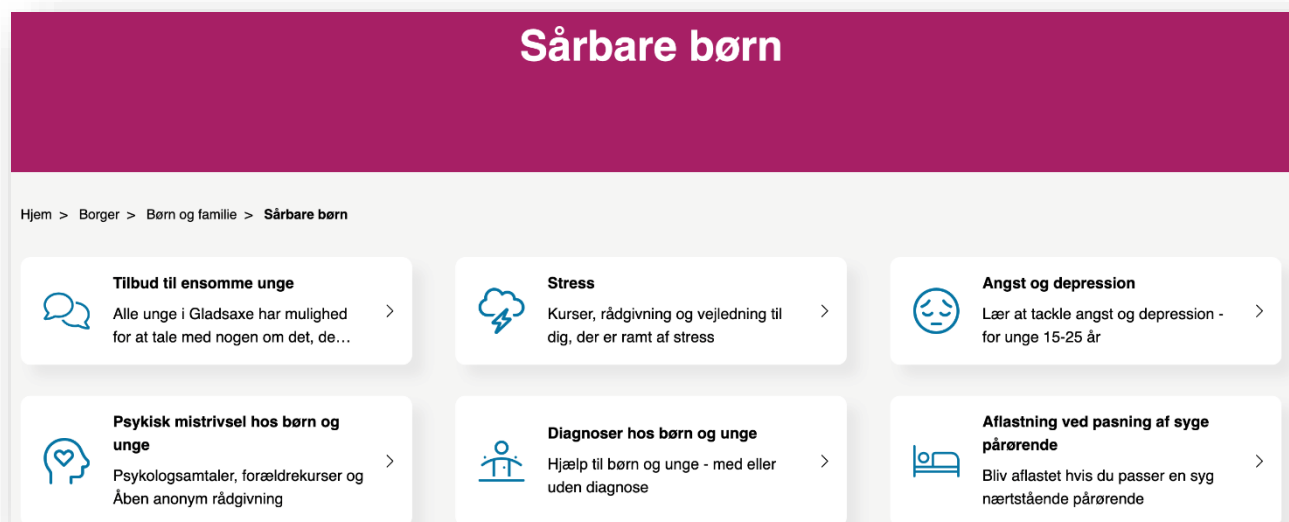 Sårbare børn
Hjem > Borger > Børn og familie > Sårbare børn
Tilbud til ensomme unge
Alle unge i Gladsaxe har mulighed
for at tale med nogen om det, de…
Stress
Kurser, rådgivning og vejledning til
dig, der er ramt af stress
Angst og depression
Lær at tackle angst og depression -
for unge 15-25 år
Psykisk mistrivsel hos børn og
unge
Psykologsamtaler, forældrekurser og
Åben anonym rådgivning
Diagnoser hos børn og unge
Hjælp til børn og unge - med eller
uden diagnose
Aflastning ved pasning af syge
pårørende
Bliv aflastet hvis du passer en syg
nærtstående pårørende